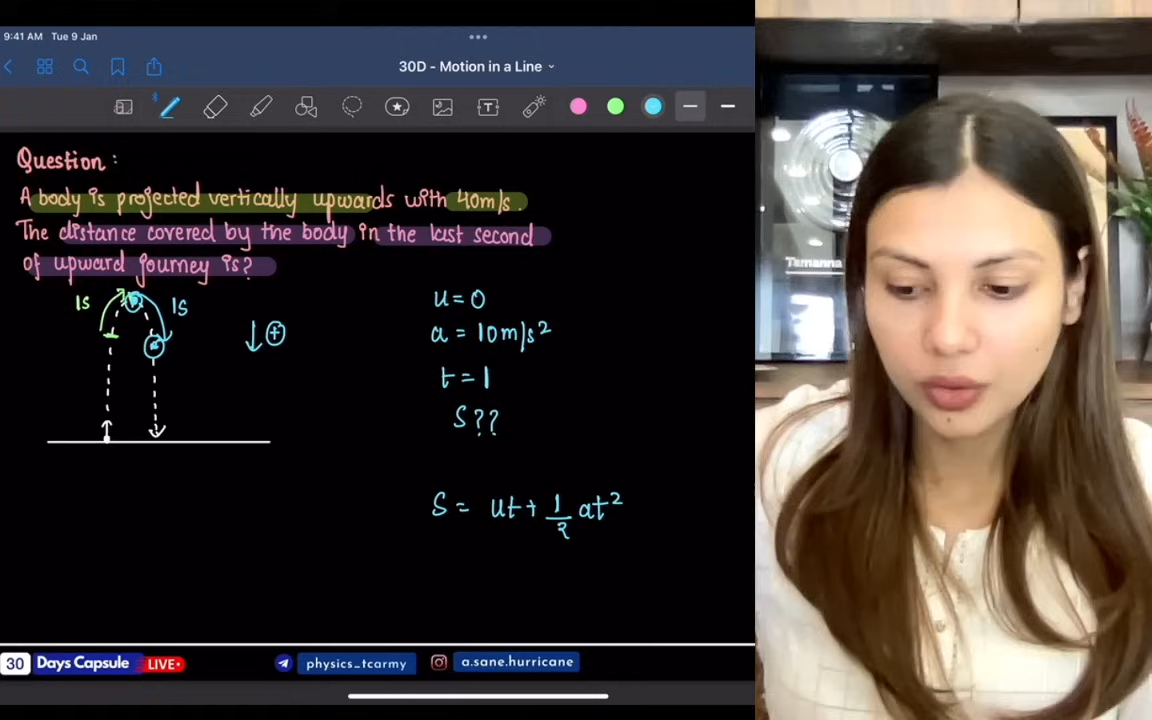 9:41 AM Tue 9 Jan
30D - Motion in a Line
T
Question:
A body is projected vertically upwards with 40m/s.
The distance covered by the body in the last second
of upward journey is?
1s
1s
↓ +
u = 0
a = 10m/s²
t = 1
S??
S = ut + 1/2 at²
Tamanna
30 Days Capsule LIVE
physics_tcarmy
a.sane.hurricane